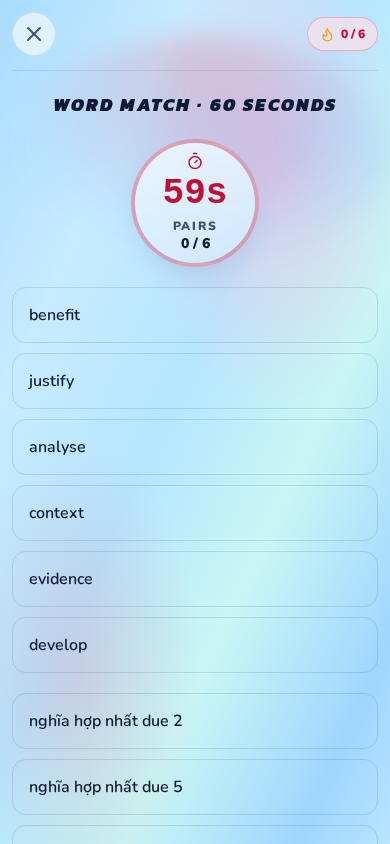 0 / 6
WORD MATCH · 60 SECONDS
59s
PAIRS
0 / 6
benefit
justify
analyse
context
evidence
develop
nghĩa hợp nhất due 2
nghĩa hợp nhất due 5